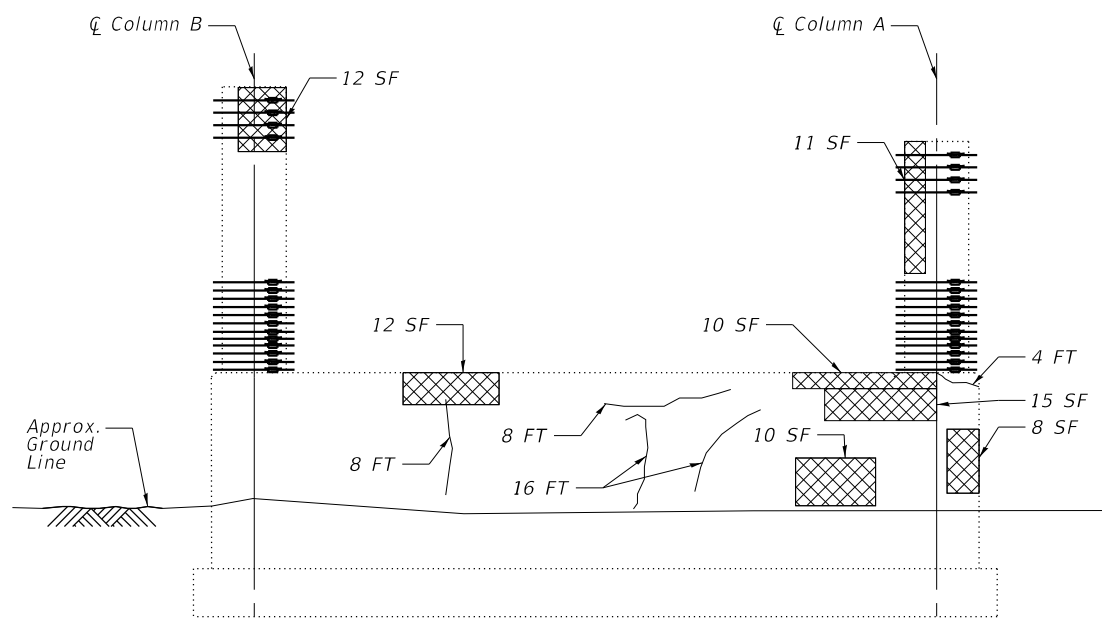 ℄ Column B
℄ Column A
12 SF
11 SF
12 SF
10 SF
4 FT
15 SF
8 SF
Approx.
Ground
Line
8 FT
8 FT
10 SF
16 FT